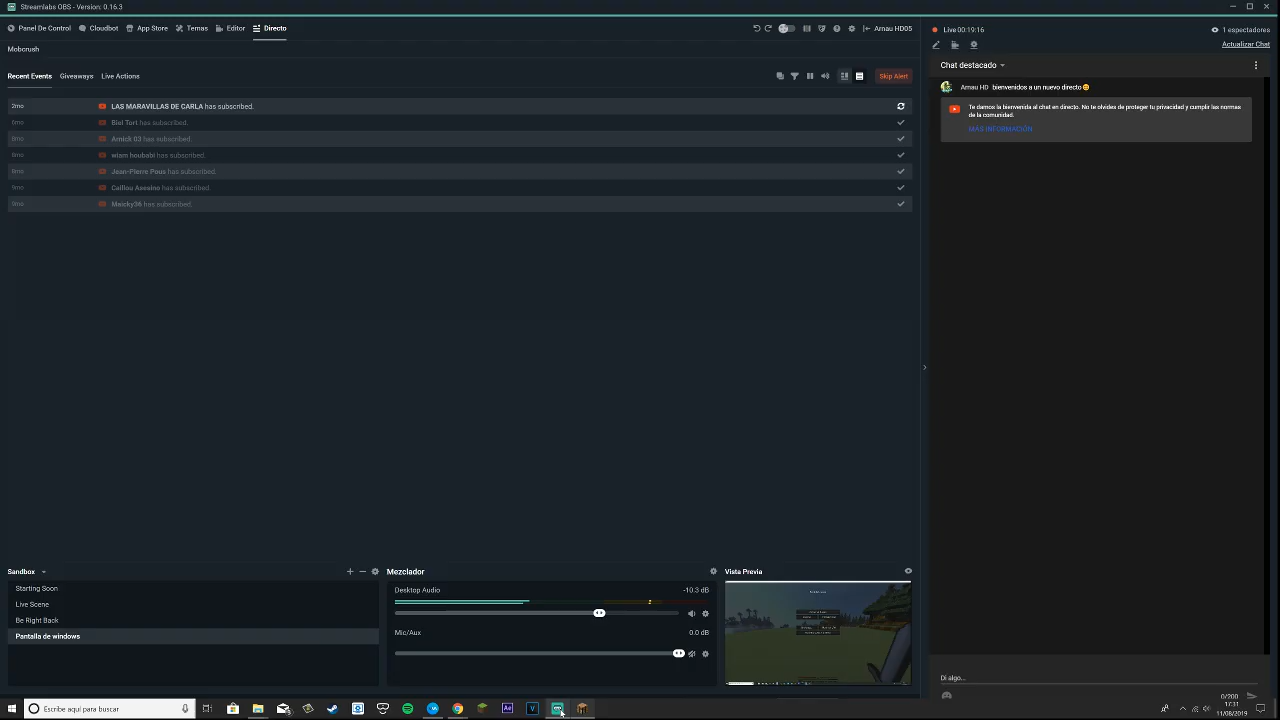 Streamlabs OBS - Version: 0.16.3
Panel De Control Cloudbot App Store Temas Editor Directo Arnau HD05
Mobcrush
Recent Events Giveaways Live Actions Skip Alert
2mo LAS MARAVILLAS DE CARLA has subscribed.
6mo Biel Tort has subscribed.
8mo Arnick 03 has subscribed.
8mo wiam houbabi has subscribed.
8mo Jean-Pierre Pous has subscribed.
9mo Caillou Asesino has subscribed.
9mo Maicky36 has subscribed.
Live 00:19:16 1 espectadores
Actualizar Chat
Chat destacado
Arnau HD bienvenidos a un nuevo directo😊
Te damos la bienvenida al chat en directo. No te olvides de proteger tu privacidad y cumplir las normas
de la comunidad.
MÁS INFORMACIÓN
Sandbox
Starting Soon
Live Scene
Be Right Back
Pantalla de windows
Mezclador
Desktop Audio -10.3 dB
Mic/Aux 0.0 dB
Vista Previa
Di algo...
0/200
Escribe aquí para buscar
17:31
11/08/2019